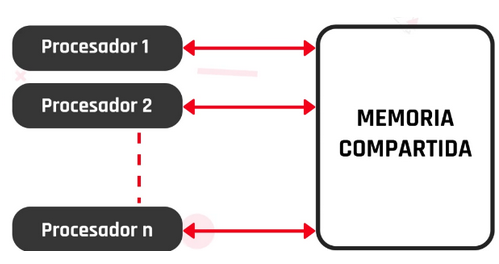 Procesador 1
Procesador 2
Procesador n
MEMORIA
COMPARTIDA